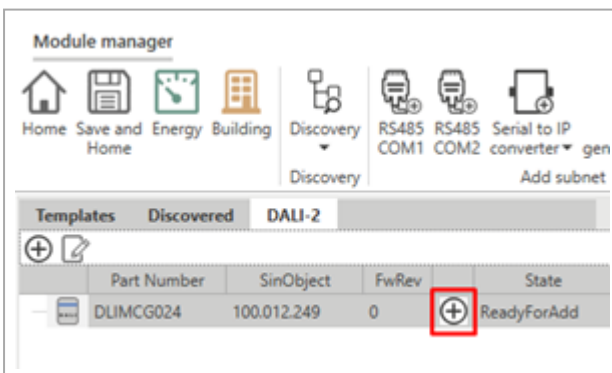 Module manager
Home Save and Home Energy Building Discovery RS485 COM1 RS485 COM2 Serial to IP converter gen
Discovery Add subnet
Templates Discovered DALI-2
Part Number SinObject FwRev State
DLIMCG024 100.012.249 0 ReadyForAdd